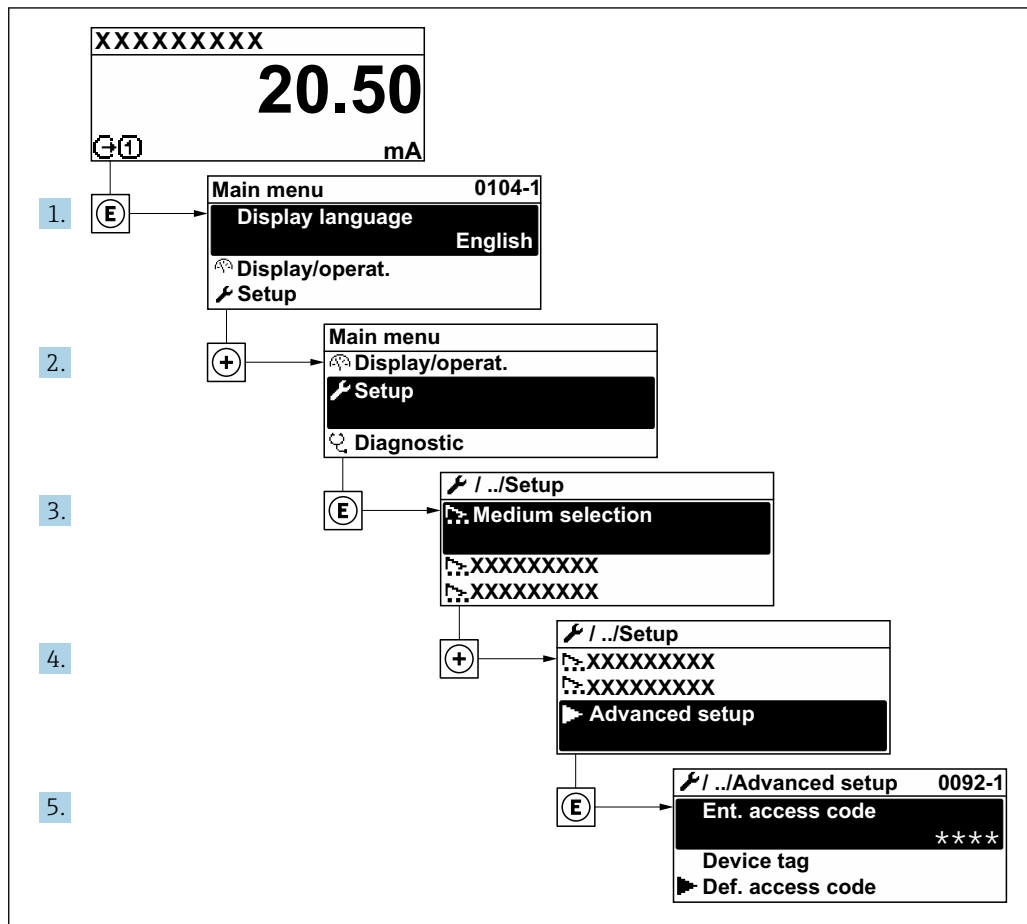 XXXXXXXXX
20.50
1 mA
1. E
Main menu 0104-1
Display language
English
Display/operat.
Setup
2. +
Main menu
Display/operat.
Setup
Diagnostic
3. E
/ ../Setup
Medium selection
XXXXXXXXX
XXXXXXXXX
4. +
/ ../Setup
XXXXXXXXX
XXXXXXXXX
Advanced setup
5. E
/ ../Advanced setup 0092-1
Ent. access code
****
Device tag
Def. access code